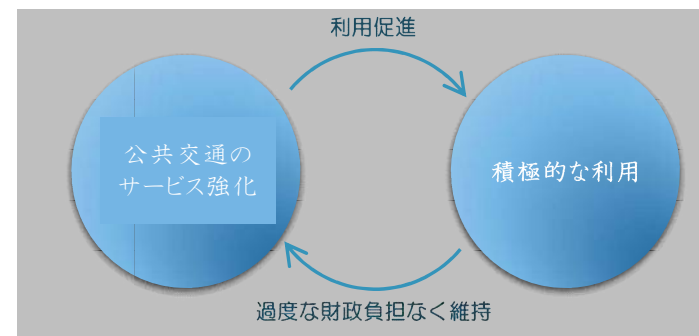 利用促進
公共交通の
サービス強化
積極的な利用
過度な財政負担なく維持